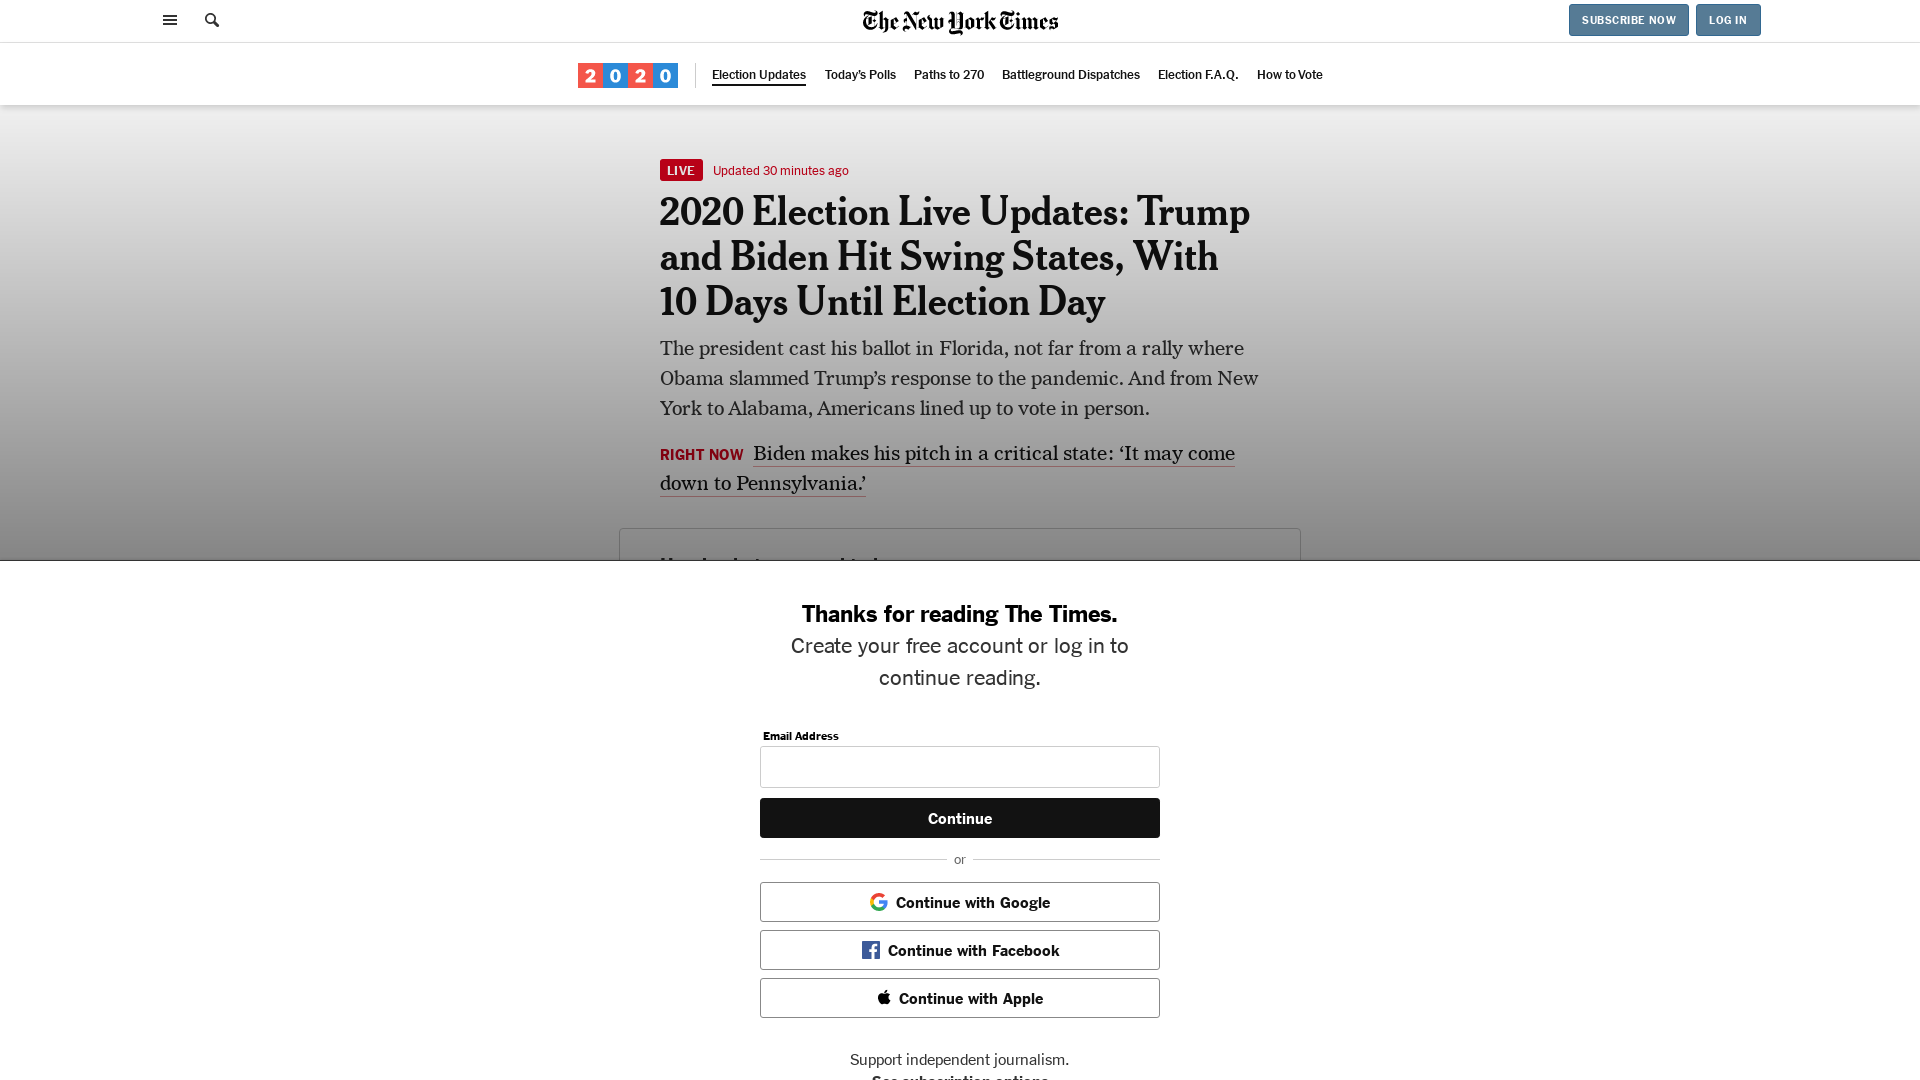 The New York Times
SUBSCRIBE NOW
LOG IN
2020
Election Updates
Today's Polls
Paths to 270
Battleground Dispatches
Election F.A.Q.
How to Vote
LIVE
Updated 30 minutes ago
2020 Election Live Updates: Trump
and Biden Hit Swing States, With
10 Days Until Election Day
The president cast his ballot in Florida, not far from a rally where
Obama slammed Trump’s response to the pandemic. And from New
York to Alabama, Americans lined up to vote in person.
RIGHT NOW Biden makes his pitch in a critical state: ‘It may come
down to Pennsylvania.’
Thanks for reading The Times.
Create your free account or log in to
continue reading.
Email Address
Continue
or
Continue with Google
Continue with Facebook
Continue with Apple
Support independent journalism.
See subscription options